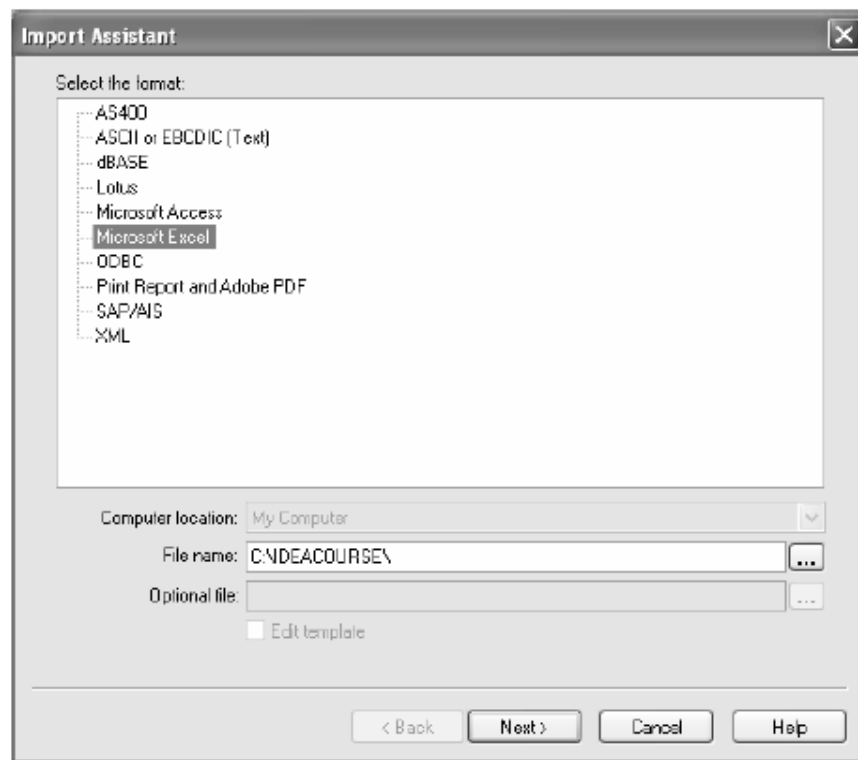 Import Assistant
Select the format:
AS400
ASCII or EBCDIC (Text)
dBASE
Lotus
Microsoft Access
Microsoft Excel
ODBC
Print Report and Adobe PDF
SAP/AIS
XML
Computer location: My Computer
File name: C:\IDEACOURSE\ ...
Optional file: ...
Edit template
< Back Next > Cancel Help